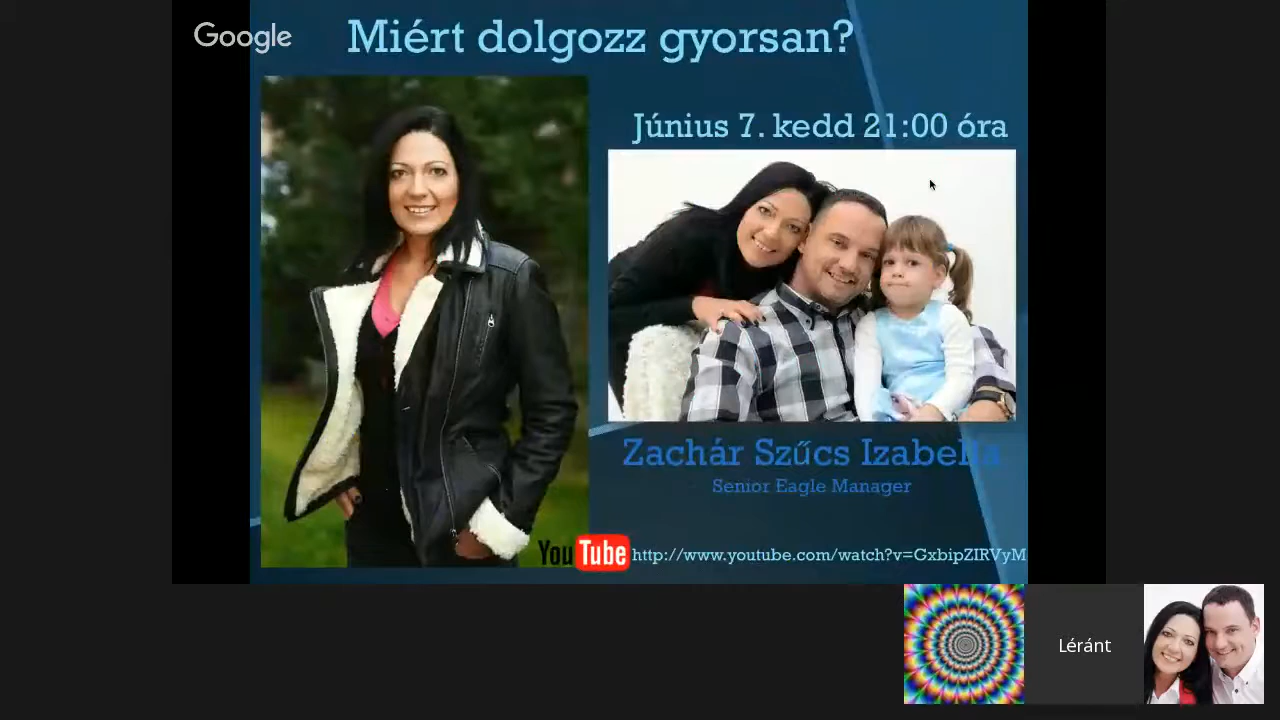 Google
Miért dolgozz gyorsan?
Június 7. kedd 21:00 óra
Zachár Szűcs Izabella
Senior Eagle Manager
YouTube
http://www.youtube.com/watch?v=GxbipZIRVyM
Léránt